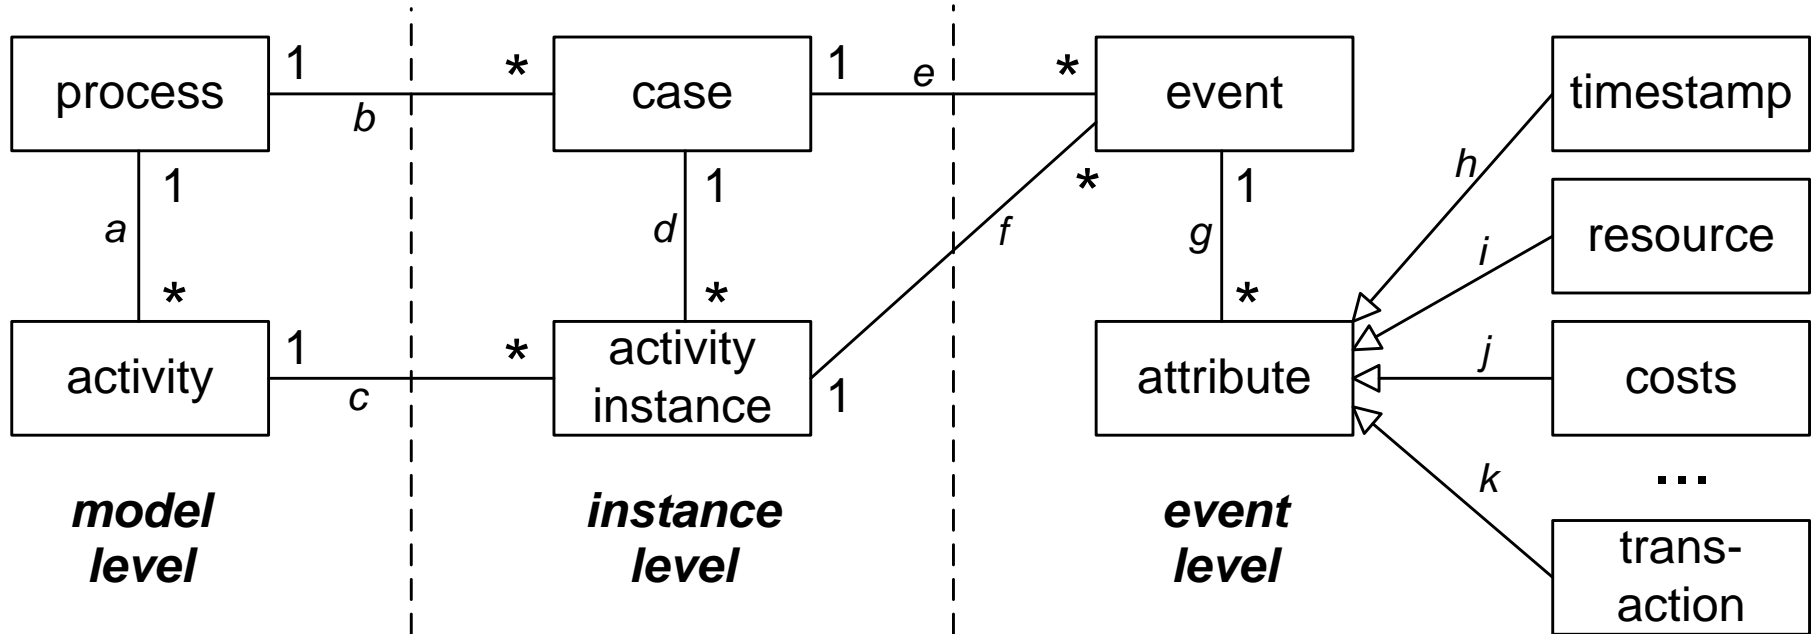 process
1
b
*
case
1
e
*
event
timestamp
1
a
*
1
d
*
f
*
1
g
*
h
i
resource
activity
1
c
*
activity
instance
1
attribute
j
costs
k
...
trans-
action
model
level
instance
level
event
level